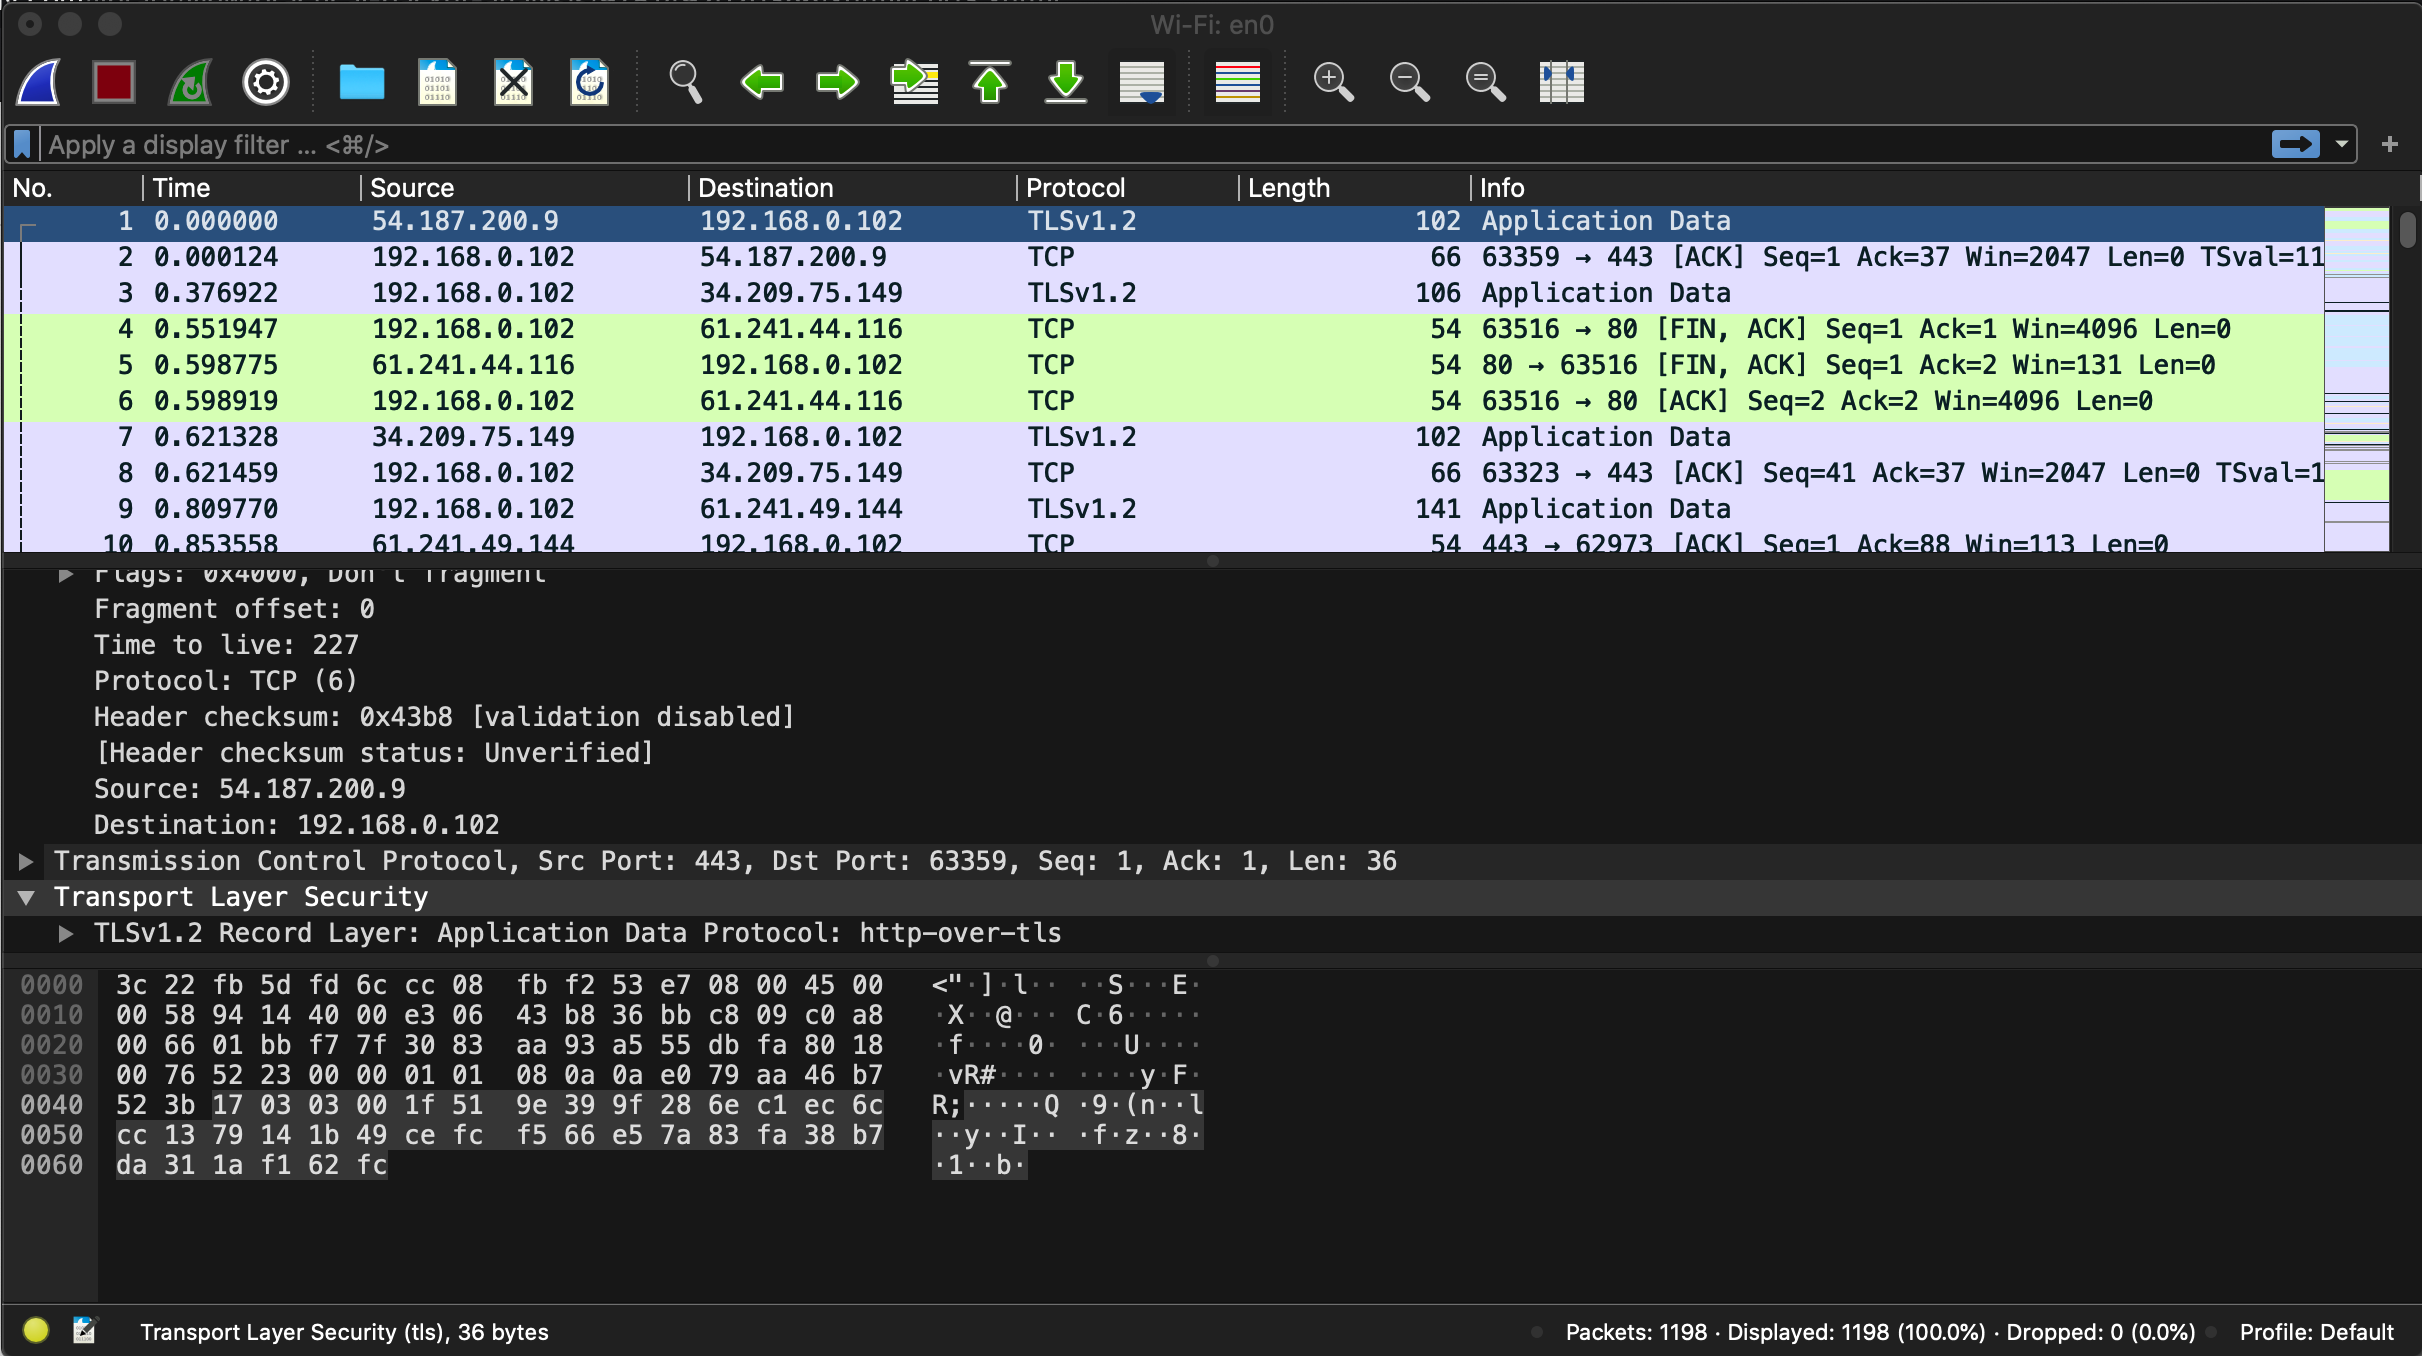 Wi-Fi: en0
Apply a display filter ... <⌘/>
No. Time Source Destination Protocol Length Info
1 0.000000 54.187.200.9 192.168.0.102 TLSv1.2 102 Application Data
2 0.000124 192.168.0.102 54.187.200.9 TCP 66 63359 → 443 [ACK] Seq=1 Ack=37 Win=2047 Len=0 TSval=11
3 0.376922 192.168.0.102 34.209.75.149 TLSv1.2 106 Application Data
4 0.551947 192.168.0.102 61.241.44.116 TCP 54 63516 → 80 [FIN, ACK] Seq=1 Ack=1 Win=4096 Len=0
5 0.598775 61.241.44.116 192.168.0.102 TCP 54 80 → 63516 [FIN, ACK] Seq=1 Ack=2 Win=131 Len=0
6 0.598919 192.168.0.102 61.241.44.116 TCP 54 63516 → 80 [ACK] Seq=2 Ack=2 Win=4096 Len=0
7 0.621328 34.209.75.149 192.168.0.102 TLSv1.2 102 Application Data
8 0.621459 192.168.0.102 34.209.75.149 TCP 66 63323 → 443 [ACK] Seq=41 Ack=37 Win=2047 Len=0 TSval=1
9 0.809770 192.168.0.102 61.241.49.144 TLSv1.2 141 Application Data
10 0.853558 61.241.49.144 192.168.0.102 TCP 54 443 → 62973 [ACK] Seq=1 Ack=88 Win=113 Len=0
Flags: 0x4000, Don't fragment
Fragment offset: 0
Time to live: 227
Protocol: TCP (6)
Header checksum: 0x43b8 [validation disabled]
[Header checksum status: Unverified]
Source: 54.187.200.9
Destination: 192.168.0.102
Transmission Control Protocol, Src Port: 443, Dst Port: 63359, Seq: 1, Ack: 1, Len: 36
Transport Layer Security
TLSv1.2 Record Layer: Application Data Protocol: http-over-tls
0000 3c 22 fb 5d fd 6c cc 08 fb f2 53 e7 08 00 45 00 <"·]·l·· ··S···E·
0010 00 58 94 14 40 00 e3 06 43 b8 36 bb c8 09 c0 a8 ·X··@··· C·6·····
0020 00 66 01 bb f7 7f 30 83 aa 93 a5 55 db fa 80 18 ·f····0· ···U····
0030 00 76 52 23 00 00 01 01 08 0a 0a e0 79 aa 46 b7 ·vR#···· ····y·F·
0040 52 3b 17 03 03 00 1f 51 9e 39 9f 28 6e c1 ec 6c R;·····Q ·9·(n··l
0050 cc 13 79 14 1b 49 ce fc f5 66 e5 7a 83 fa 38 b7 ··y··I·· ·f·z··8·
0060 da 31 1a f1 62 fc ·1··b·
Transport Layer Security (tls), 36 bytes Packets: 1198 · Displayed: 1198 (100.0%) · Dropped: 0 (0.0%) Profile: Default